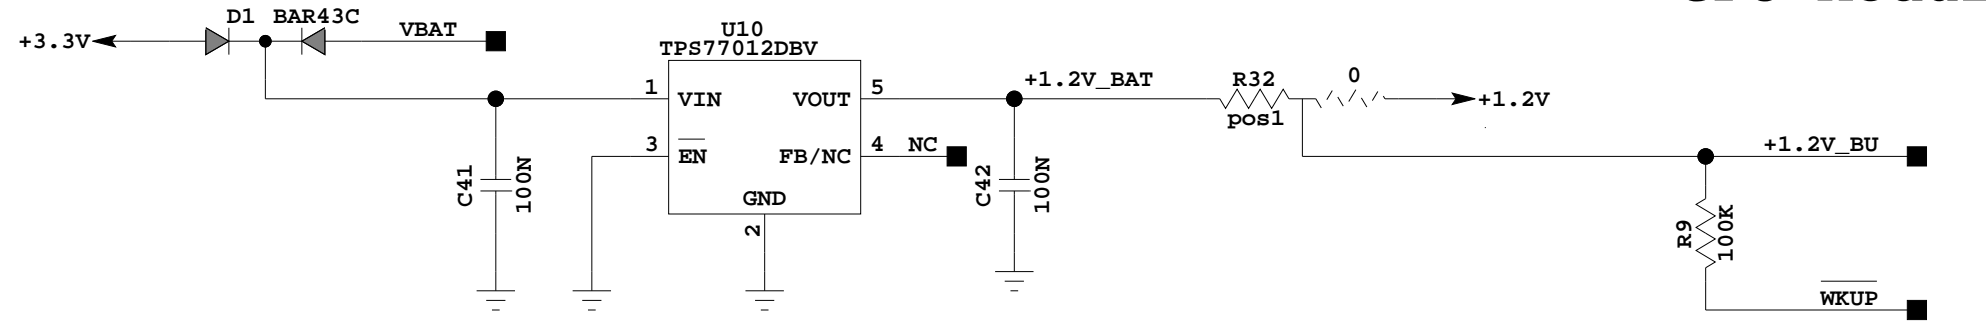 D1 BAR43C
+3.3V
VBAT
U10
TPS77012DBV
1
VIN
VOUT
5
3
EN
FB/NC
4
NC
GND
2
C41
100N
C42
100N
+1.2V_BAT
R32
pos1
0
+1.2V
+1.2V_BU
R9
100K
WKUP